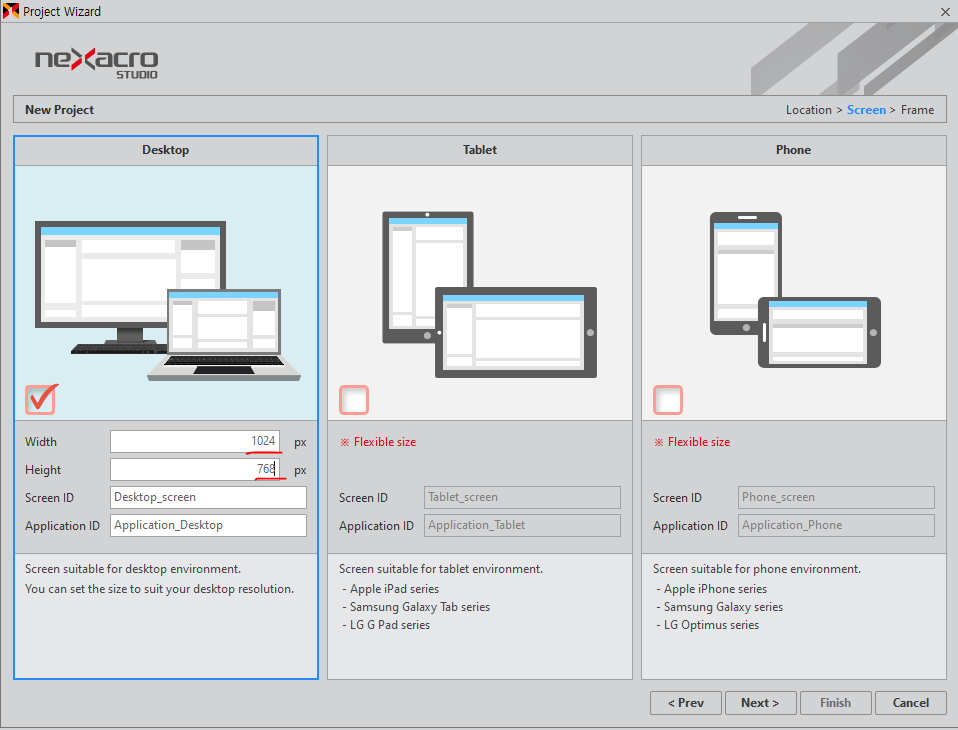 Project Wizard
nexacro
STUDIO
New Project
Location > Screen > Frame
Desktop
Width 1024 px
Height 768 px
Screen ID Desktop_screen
Application ID Application_Desktop
Screen suitable for desktop environment.
You can set the size to suit your desktop resolution.
Tablet
※ Flexible size
Screen ID Tablet_screen
Application ID Application_Tablet
Screen suitable for tablet environment.
- Apple iPad series
- Samsung Galaxy Tab series
- LG G Pad series
Phone
※ Flexible size
Screen ID Phone_screen
Application ID Application_Phone
Screen suitable for phone environment.
- Apple iPhone series
- Samsung Galaxy series
- LG Optimus series
< Prev
Next >
Finish
Cancel